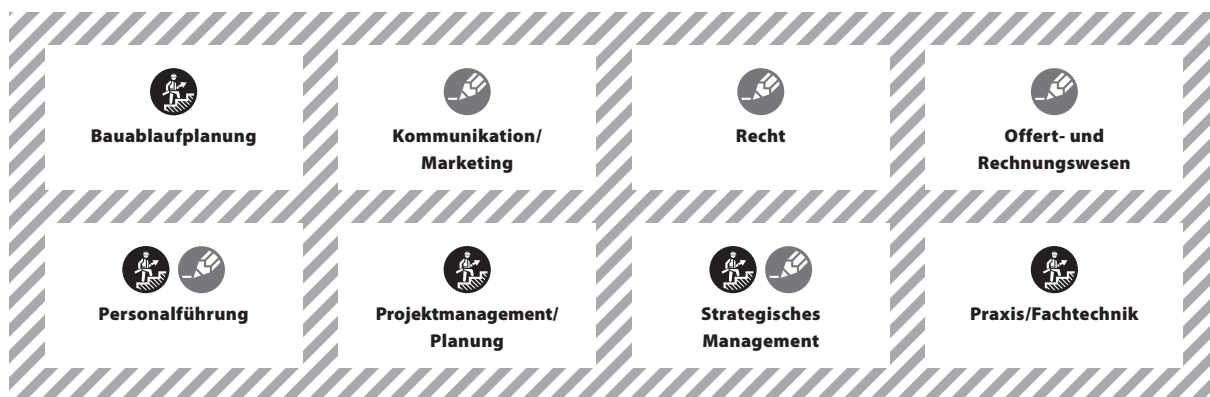 Bauablaufplanung
Kommunikation/
Marketing
Recht
Offert- und
Rechnungswesen
Personalführung
Projektmanagement/
Planung
Strategisches
Management
Praxis/Fachtechnik